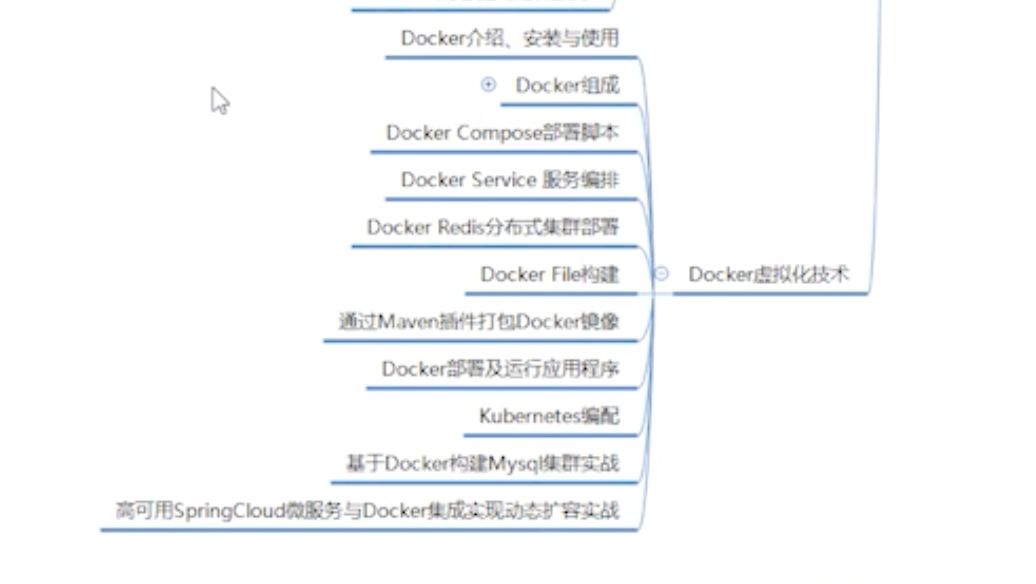 Docker介绍、安装与使用
Docker组成
Docker Compose部署脚本
Docker Service 服务编排
Docker Redis分布式集群部署
Docker File构建
Docker虚拟化技术
通过Maven插件打包Docker镜像
Docker部署及运行应用程序
Kubernetes编配
基于Docker构建Mysql集群实战
高可用SpringCloud微服务与Docker集成实现动态扩容实战